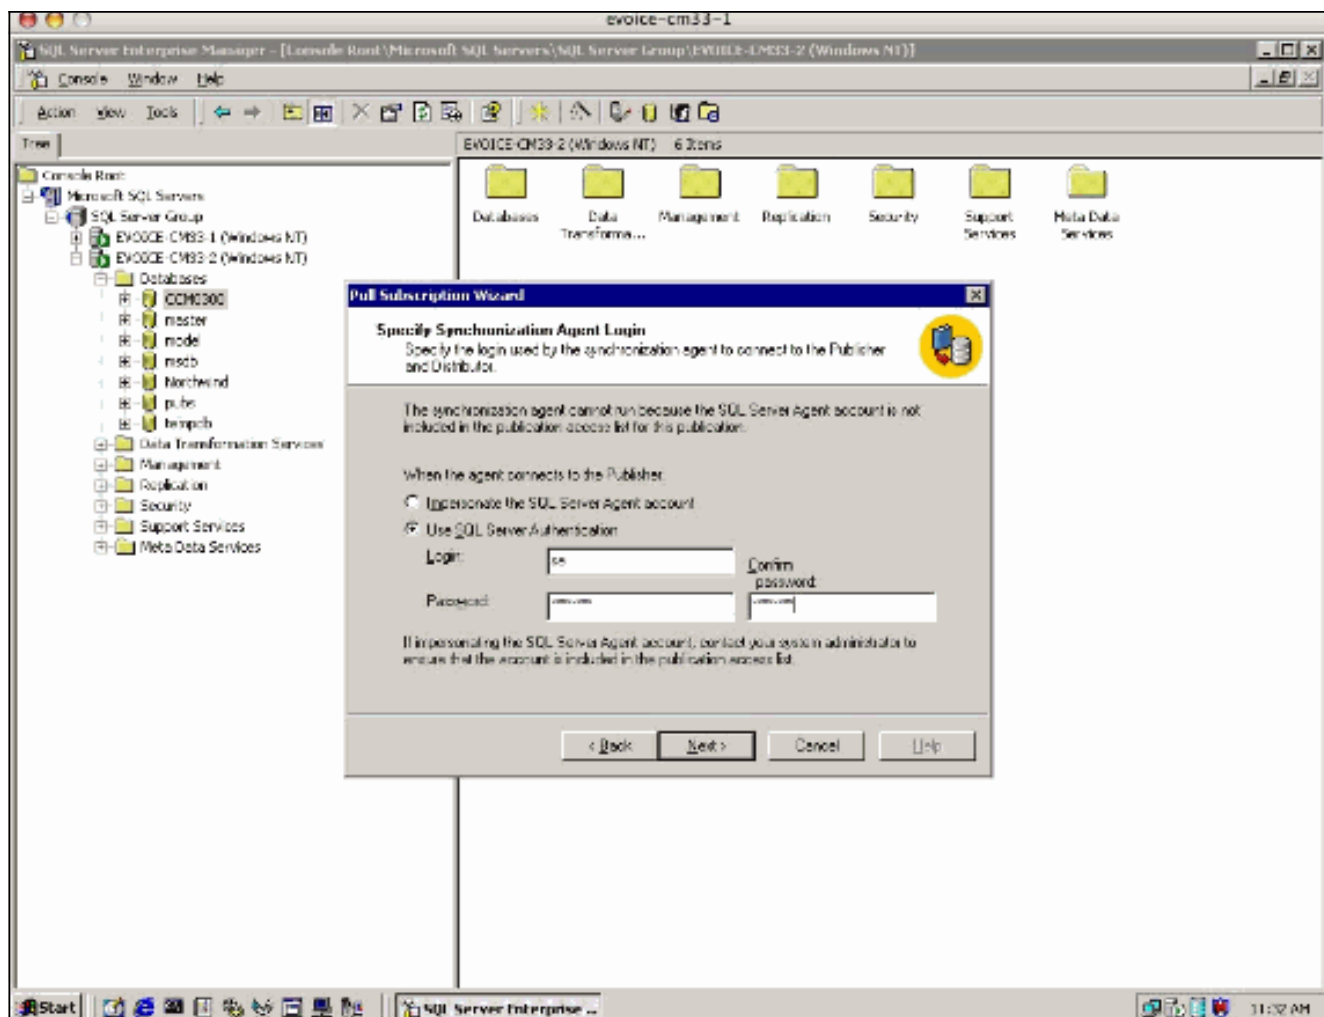 evoice-cm33-1
SQL Server Enterprise Manager - [Console Root\Microsoft SQL Servers\SQL Server Group\EVOICE-CM33-2 (Windows NT)]
Console Window Help
Action View Tools
Tree
EVOICE-CM33-2 (Windows NT) 6 Items
Console Root
Microsoft SQL Servers
SQL Server Group
EVOICE-CM33-1 (Windows NT)
EVOICE-CM33-2 (Windows NT)
Databases
CCM0300
master
model
msdb
Northwind
pubs
tempdb
Data Transformation Services
Management
Replication
Security
Support Services
Meta Data Services
Databases
Data Transforma...
Management
Replication
Security
Support Services
Meta Data Services
Pull Subscription Wizard
Specify Synchronization Agent Login
Specify the login used by the synchronization agent to connect to the Publisher
and Distributor.
The synchronization agent cannot run because the SQL Server Agent account is not
included in the publication access list for this publication.
When the agent connects to the Publisher:
Impersonate the SQL Server Agent account
Use SQL Server Authentication
Login:
sa
Confirm
password:
Password:
If impersonating the SQL Server Agent account, contact your system administrator to
ensure that the account is included in the publication access list.
< Back
Next >
Cancel
Help
Start
SQL Server Enterprise ...
11:32 AM